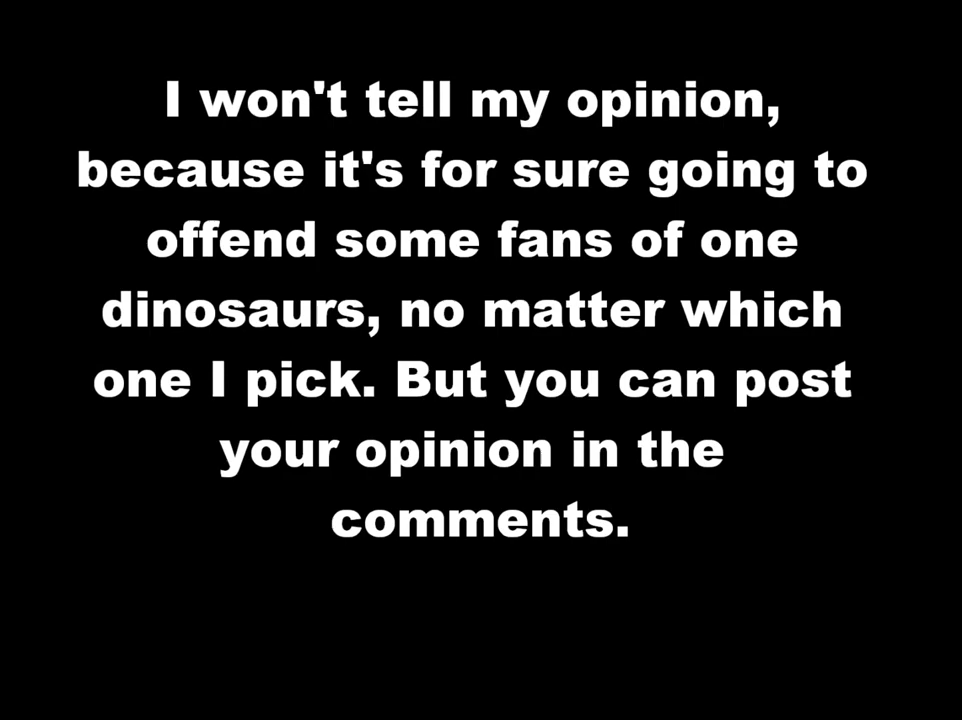 I won't tell my opinion,
because it's for sure going to
offend some fans of one
dinosaurs, no matter which
one I pick. But you can post
your opinion in the
comments.